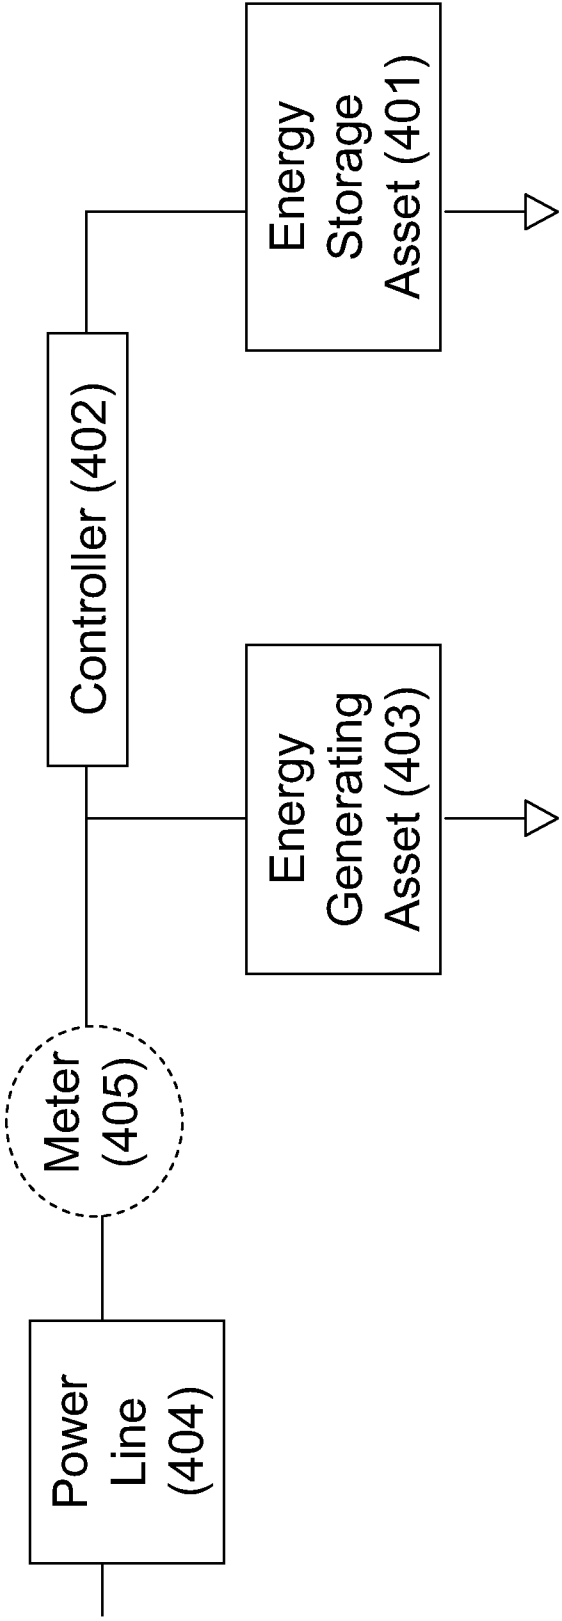 Power
Line
(404)
Meter
(405)
Controller (402)
Energy
Generating
Asset (403)
Energy
Storage
Asset (401)